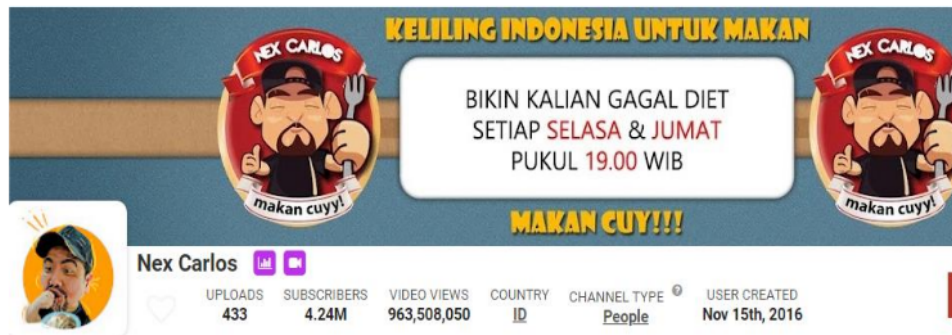 KELILING INDONESIA UNTUK MAKAN
NEX CARLOS
NEX CARLOS
BIKIN KALIAN GAGAL DIET
SETIAP SELASA & JUMAT
PUKUL 19.00 WIB
makan cuyy!
makan cuyy!
MAKAN CUY!!!
Nex Carlos
UPLOADS SUBSCRIBERS VIDEO VIEWS COUNTRY CHANNEL TYPE ? USER CREATED
433 4.24M 963,508,050 ID People Nov 15th, 2016